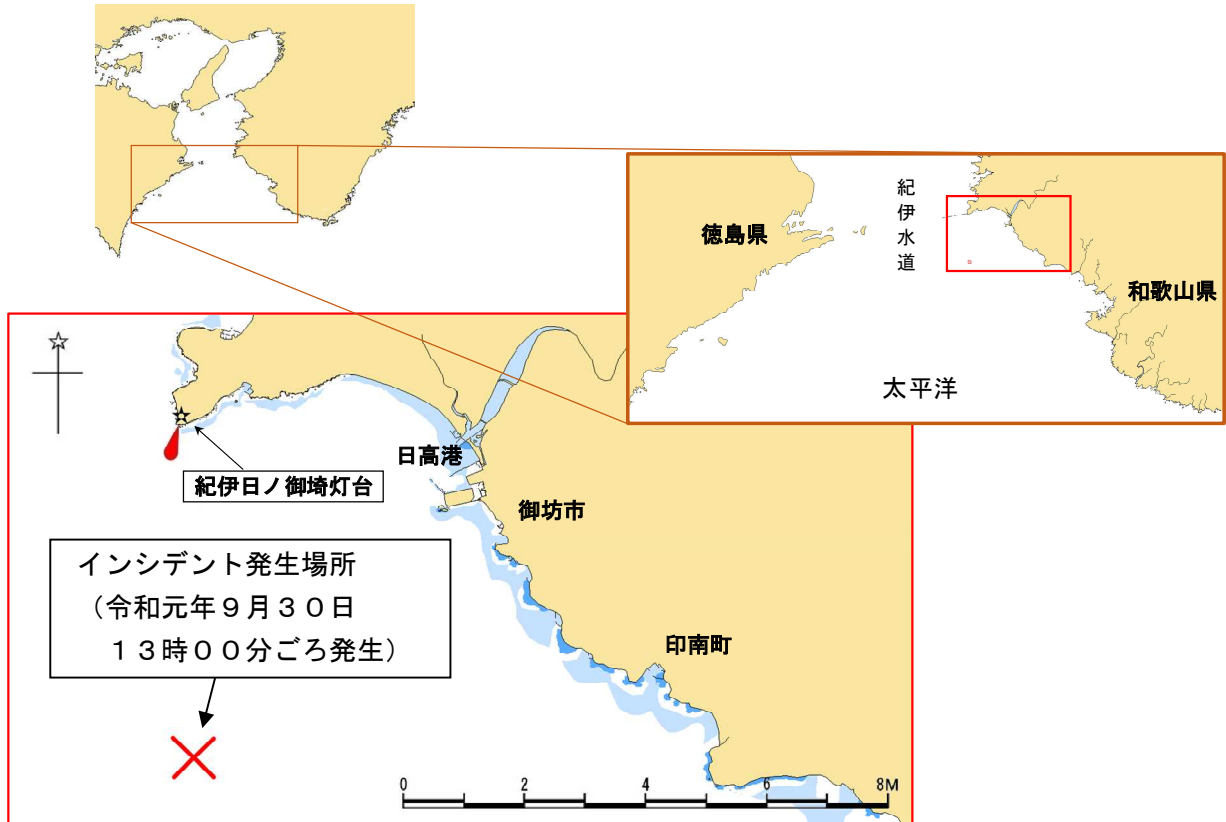 紀伊水道
徳島県
和歌山県
太平洋
日高港
紀伊日ノ御埼灯台
御坊市
インシデント発生場所
（令和元年９月３０日
１３時００分ごろ発生）
印南町
0 2 4 6 8M